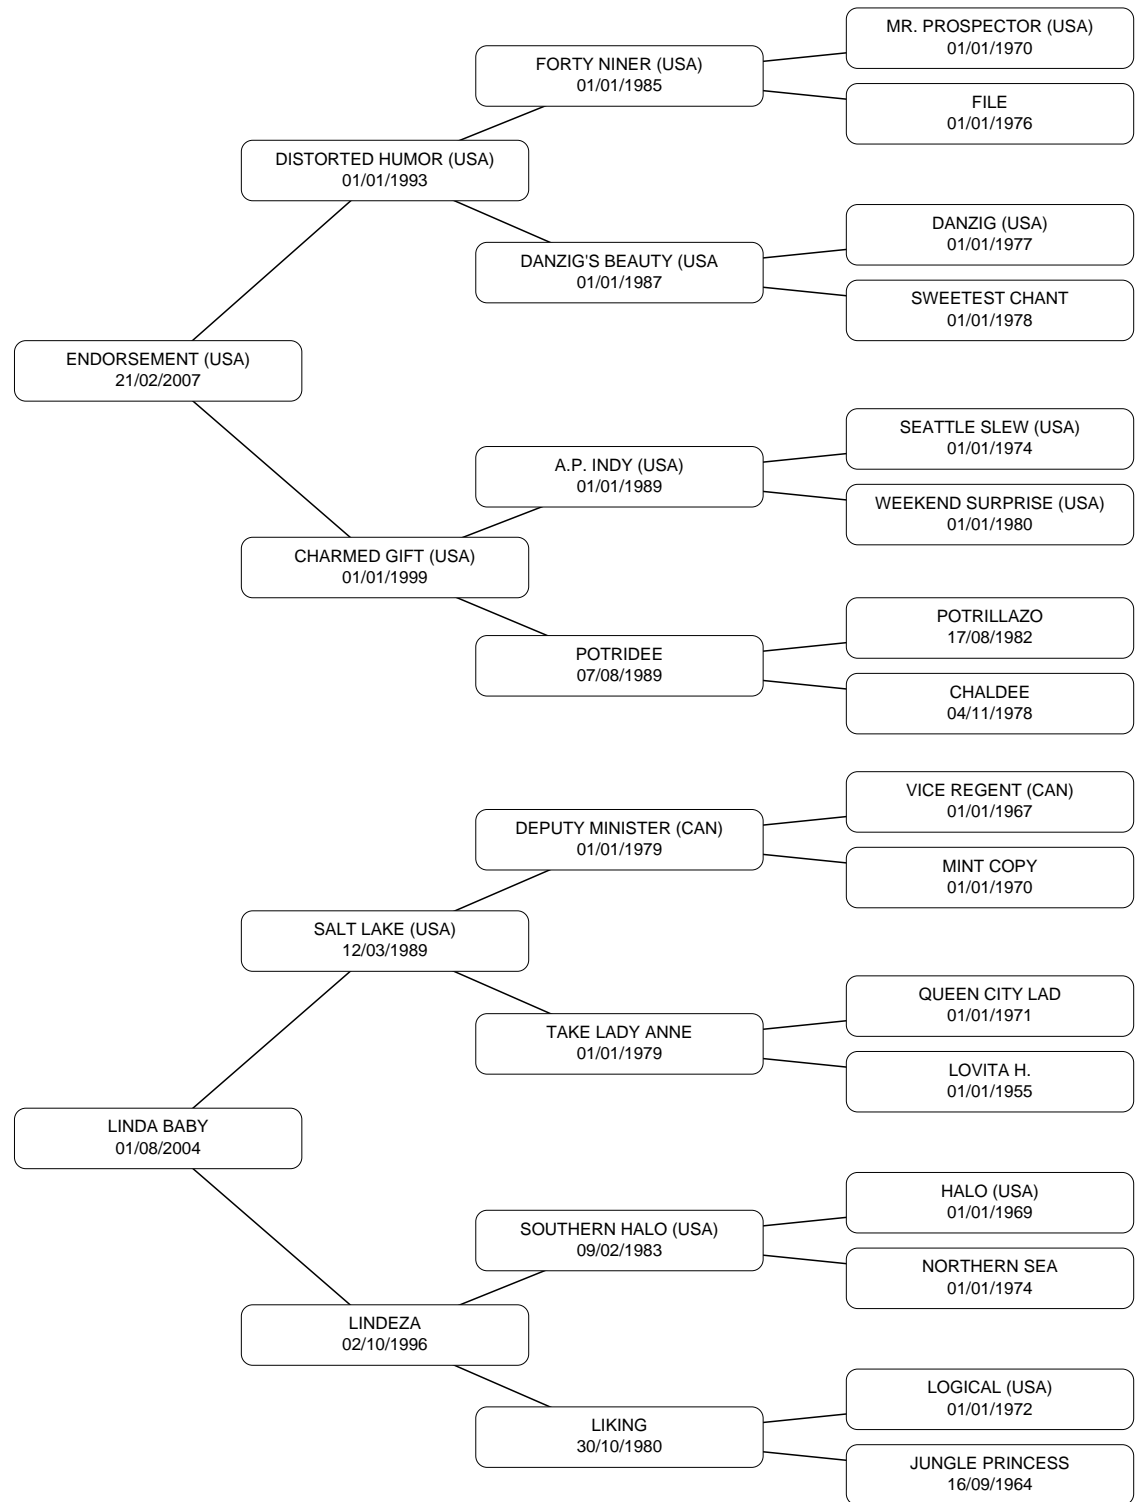 MR. PROSPECTOR (USA)
01/01/1970
FORTY NINER (USA)
01/01/1985
FILE
01/01/1976
DISTORTED HUMOR (USA)
01/01/1993
DANZIG (USA)
01/01/1977
DANZIG'S BEAUTY (USA
01/01/1987
SWEETEST CHANT
01/01/1978
ENDORSEMENT (USA)
21/02/2007
SEATTLE SLEW (USA)
01/01/1974
A.P. INDY (USA)
01/01/1989
WEEKEND SURPRISE (USA)
01/01/1980
CHARMED GIFT (USA)
01/01/1999
POTRILLAZO
17/08/1982
POTRIDEE
07/08/1989
CHALDEE
04/11/1978
VICE REGENT (CAN)
01/01/1967
DEPUTY MINISTER (CAN)
01/01/1979
MINT COPY
01/01/1970
SALT LAKE (USA)
12/03/1989
QUEEN CITY LAD
01/01/1971
TAKE LADY ANNE
01/01/1979
LOVITA H.
01/01/1955
LINDA BABY
01/08/2004
HALO (USA)
01/01/1969
SOUTHERN HALO (USA)
09/02/1983
NORTHERN SEA
01/01/1974
LINDEZA
02/10/1996
LOGICAL (USA)
01/01/1972
LIKING
30/10/1980
JUNGLE PRINCESS
16/09/1964